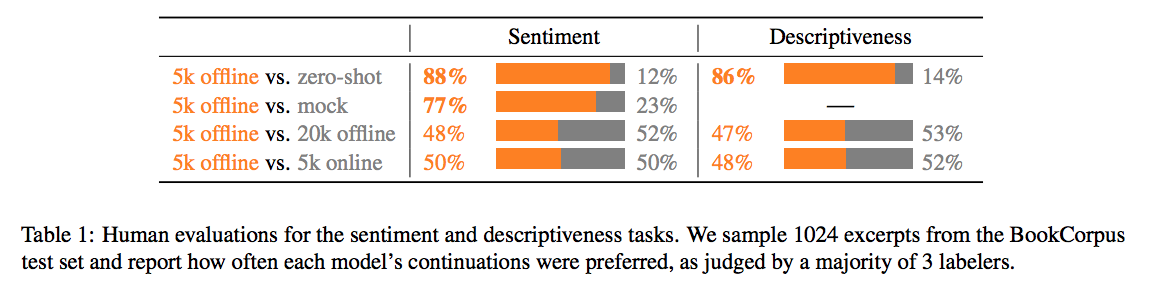 Sentiment Descriptiveness
5k offline vs. zero-shot 88% 12% 86% 14%
5k offline vs. mock 77% 23% —
5k offline vs. 20k offline 48% 52% 47% 53%
5k offline vs. 5k online 50% 50% 48% 52%
Table 1: Human evaluations for the sentiment and descriptiveness tasks. We sample 1024 excerpts from the BookCorpus
test set and report how often each model's continuations were preferred, as judged by a majority of 3 labelers.